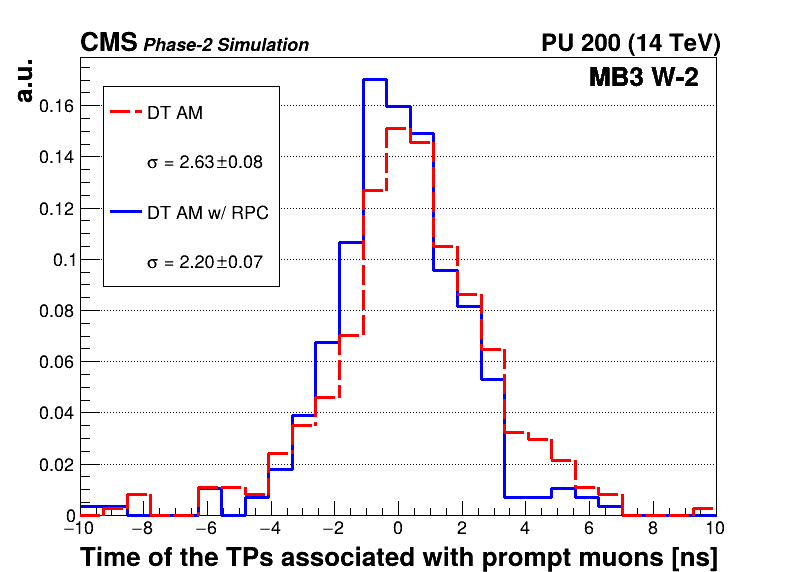 CMS Phase-2 Simulation PU 200 (14 TeV)
a.u.
MB3 W-2
DT AM
σ = 2.63±0.08
DT AM w/ RPC
σ = 2.20±0.07
0.16
0.14
0.12
0.1
0.08
0.06
0.04
0.02
0
−10 −8 −6 −4 −2 0 2 4 6 8 10
Time of the TPs associated with prompt muons [ns]